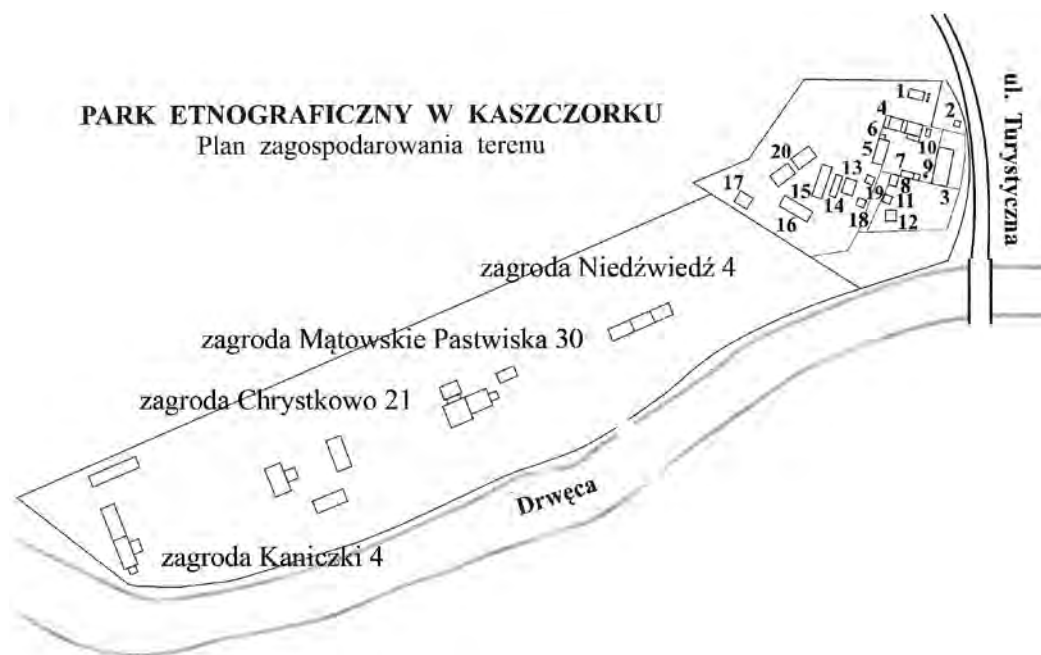 PARK ETNOGRAFICZNY W KASZCZORKU
Plan zagospodarowania terenu
ul. Turystyczna
1
2
4
6
10
5
7
9
20
13
8
3
17
15
14
19
11
16
18
12
zagroda Niedźwiedź 4
zagroda Mątowskie Pastwiska 30
zagroda Chrystkowo 21
Drwęca
zagroda Kaniczki 4